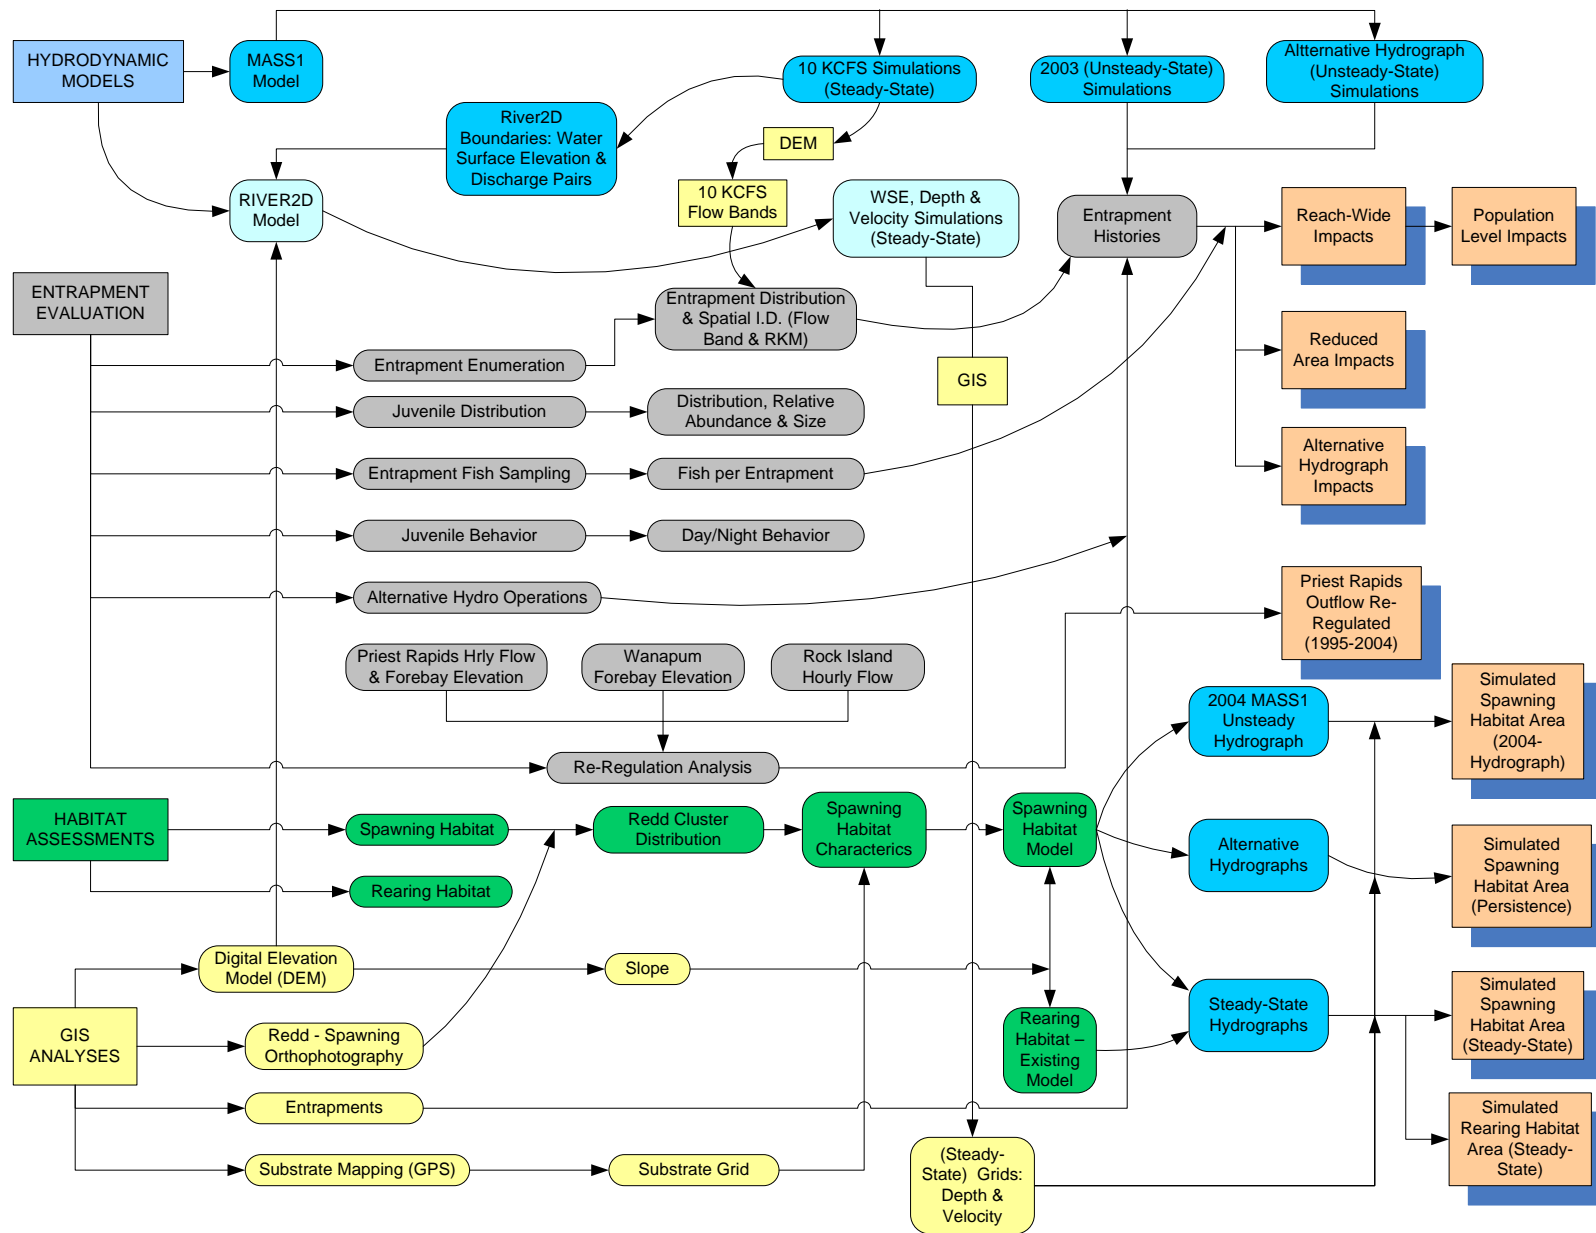 HYDRODYNAMIC
MODELS
MASS1
Model
10 KCFS Simulations
(Steady-State)
2003 (Unsteady-State)
Simulations
Altternative Hydrograph
(Unsteady-State)
Simulations
River2D
Boundaries: Water
Surface Elevation &
Discharge Pairs
DEM
10 KCFS
Flow Bands
RIVER2D
Model
WSE, Depth &
Velocity Simulations
(Steady-State)
Entrapment
Histories
Reach-Wide
Impacts
Population
Level Impacts
ENTRAPMENT
EVALUATION
Entrapment Distribution
& Spatial I.D. (Flow
Band & RKM)
Reduced
Area Impacts
Entrapment Enumeration
GIS
Juvenile Distribution
Distribution, Relative
Abundance & Size
Alternative
Hydrograph
Impacts
Entrapment Fish Sampling
Fish per Entrapment
Juvenile Behavior
Day/Night Behavior
Alternative Hydro Operations
Priest Rapids
Outflow Re-
Regulated
(1995-2004)
Priest Rapids Hrly Flow
& Forebay Elevation
Wanapum
Forebay Elevation
Rock Island
Hourly Flow
2004 MASS1
Unsteady
Hydrograph
Simulated
Spawning
Habitat Area
(2004-
Hydrograph)
Re-Regulation Analysis
HABITAT
ASSESSMENTS
Spawning Habitat
Redd Cluster
Distribution
Spawning
Habitat
Characterics
Spawning
Habitat
Model
Alternative
Hydrographs
Simulated
Spawning
Habitat Area
(Persistence)
Rearing Habitat
Digital Elevation
Model (DEM)
Slope
Steady-State
Hydrographs
Simulated
Spawning
Habitat Area
(Steady-State)
GIS
ANALYSES
Redd - Spawning
Orthophotography
Rearing
Habitat –
Existing
Model
Entrapments
Simulated
Rearing Habitat
Area (Steady-
State)
Substrate Mapping (GPS)
Substrate Grid
(Steady-
State) Grids:
Depth &
Velocity